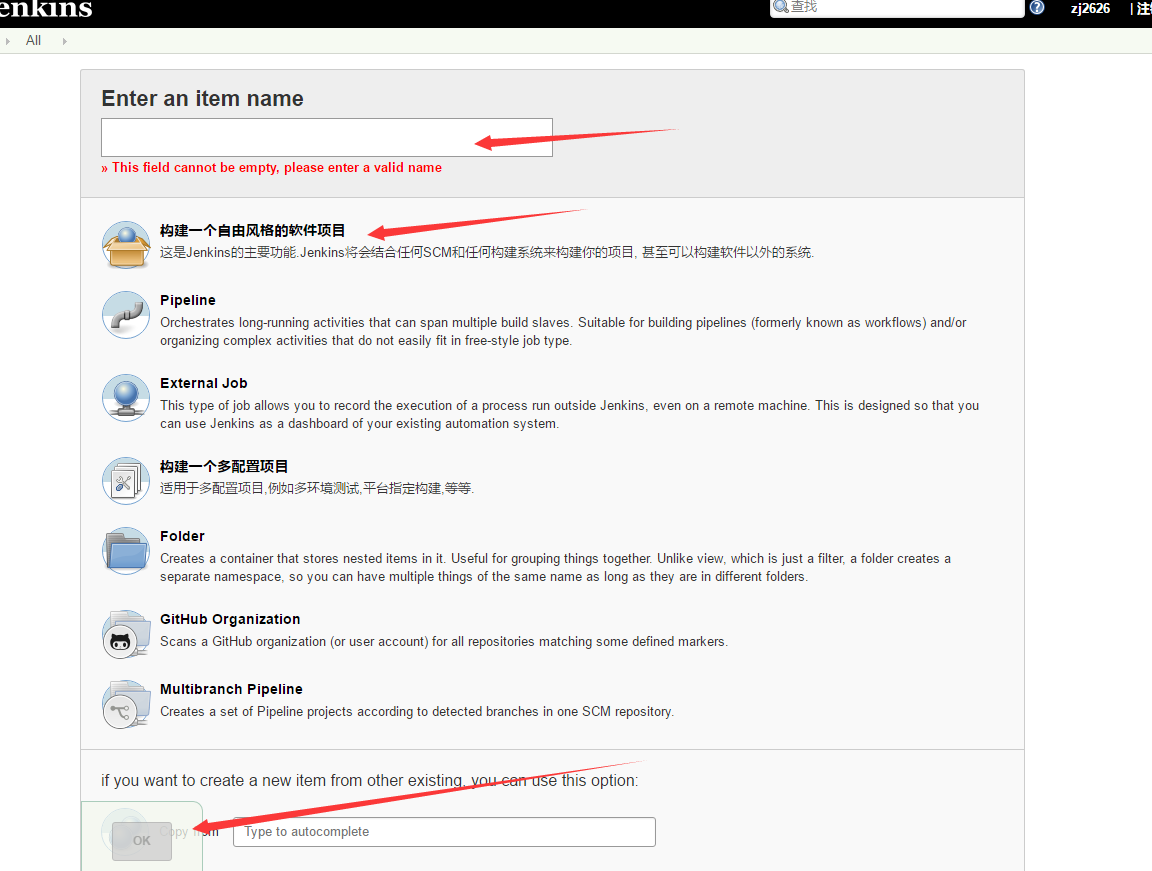 enkins
查找
zj2626
| 注
All
Enter an item name
» This field cannot be empty, please enter a valid name
构建一个自由风格的软件项目
这是Jenkins的主要功能.Jenkins将会结合任何SCM和任何构建系统来构建你的项目, 甚至可以构建软件以外的系统.
Pipeline
Orchestrates long-running activities that can span multiple build slaves. Suitable for building pipelines (formerly known as workflows) and/or
organizing complex activities that do not easily fit in free-style job type.
External Job
This type of job allows you to record the execution of a process run outside Jenkins, even on a remote machine. This is designed so that you
can use Jenkins as a dashboard of your existing automation system.
构建一个多配置项目
适用于多配置项目,例如多环境测试,平台指定构建,等等.
Folder
Creates a container that stores nested items in it. Useful for grouping things together. Unlike view, which is just a filter, a folder creates a
separate namespace, so you can have multiple things of the same name as long as they are in different folders.
GitHub Organization
Scans a GitHub organization (or user account) for all repositories matching some defined markers.
Multibranch Pipeline
Creates a set of Pipeline projects according to detected branches in one SCM repository.
if you want to create a new item from other existing, you can use this option:
Copy from
Type to autocomplete
OK